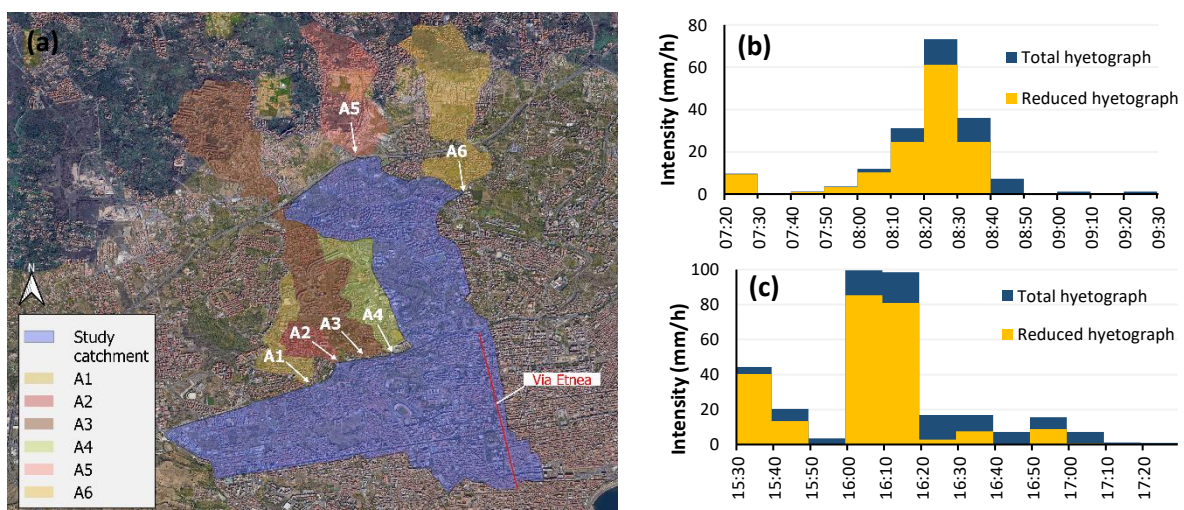 (a)
A5
A6
N
A4
A3
A2
A1
Via Etnea
Study
catchment
A1
A2
A3
A4
A5
A6
(b)
Intensity (mm/h)
80
60
40
20
0
Total hyetograph
Reduced hyetograph
07:20
07:30
07:40
07:50
08:00
08:10
08:20
08:30
08:40
08:50
09:00
09:10
09:20
09:30
(c)
Intensity (mm/h)
100
80
60
40
20
0
Total hyetograph
Reduced hyetograph
15:30
15:40
15:50
16:00
16:10
16:20
16:30
16:40
16:50
17:00
17:10
17:20